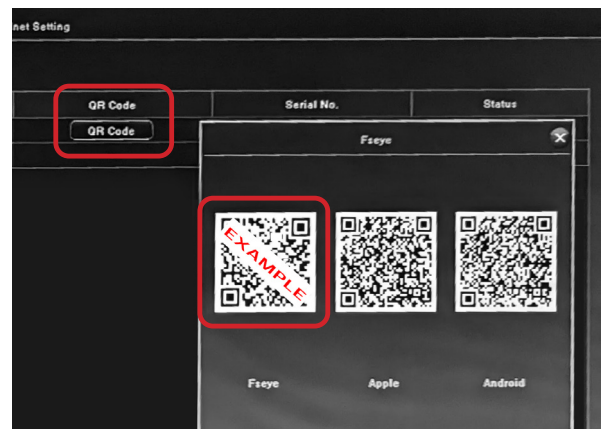 net Setting
QR Code Serial No. Status
QR Code
Fseye
EXAMPLE
Fseye Apple Android